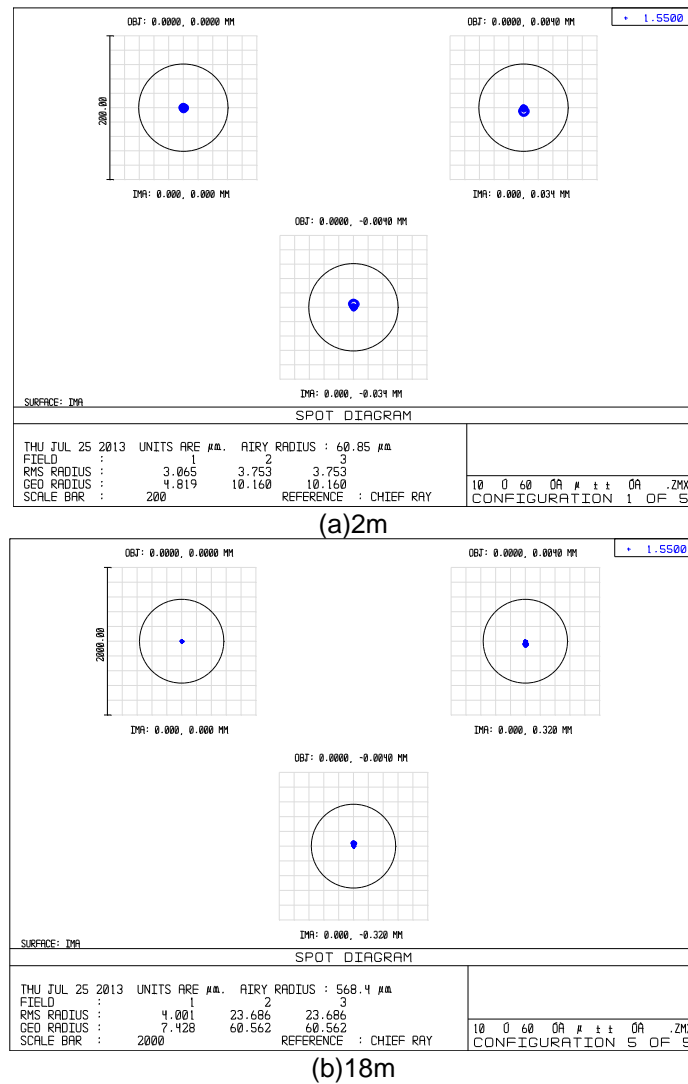 OBJ: 0.0000, 0.0000 MM
OBJ: 0.0000, 0.0040 MM
+ 1.5500
200.00
IMA: 0.000, 0.000 MM
IMA: 0.000, 0.034 MM
OBJ: 0.0000, -0.0040 MM
IMA: 0.000, -0.034 MM
SURFACE: IMA
SPOT DIAGRAM
THU JUL 25 2013 UNITS ARE µm. AIRY RADIUS : 60.85 µm
FIELD : 1 2 3
RMS RADIUS : 3.065 3.753 3.753
GEO RADIUS : 4.819 10.160 10.160
SCALE BAR : 200 REFERENCE : CHIEF RAY
10 60 µ ± ± .ZMX
CONFIGURATION 1 OF 5
(a)2m
OBJ: 0.0000, 0.0000 MM
OBJ: 0.0000, 0.0040 MM
+ 1.5500
2000.00
IMA: 0.000, 0.000 MM
IMA: 0.000, 0.320 MM
OBJ: 0.0000, -0.0040 MM
IMA: 0.000, -0.320 MM
SURFACE: IMA
SPOT DIAGRAM
THU JUL 25 2013 UNITS ARE µm. AIRY RADIUS : 568.4 µm
FIELD : 1 2 3
RMS RADIUS : 4.001 23.686 23.686
GEO RADIUS : 7.428 60.562 60.562
SCALE BAR : 2000 REFERENCE : CHIEF RAY
10 60 µ ± ±
CONFIGURATION 5 OF 5
(b)18m